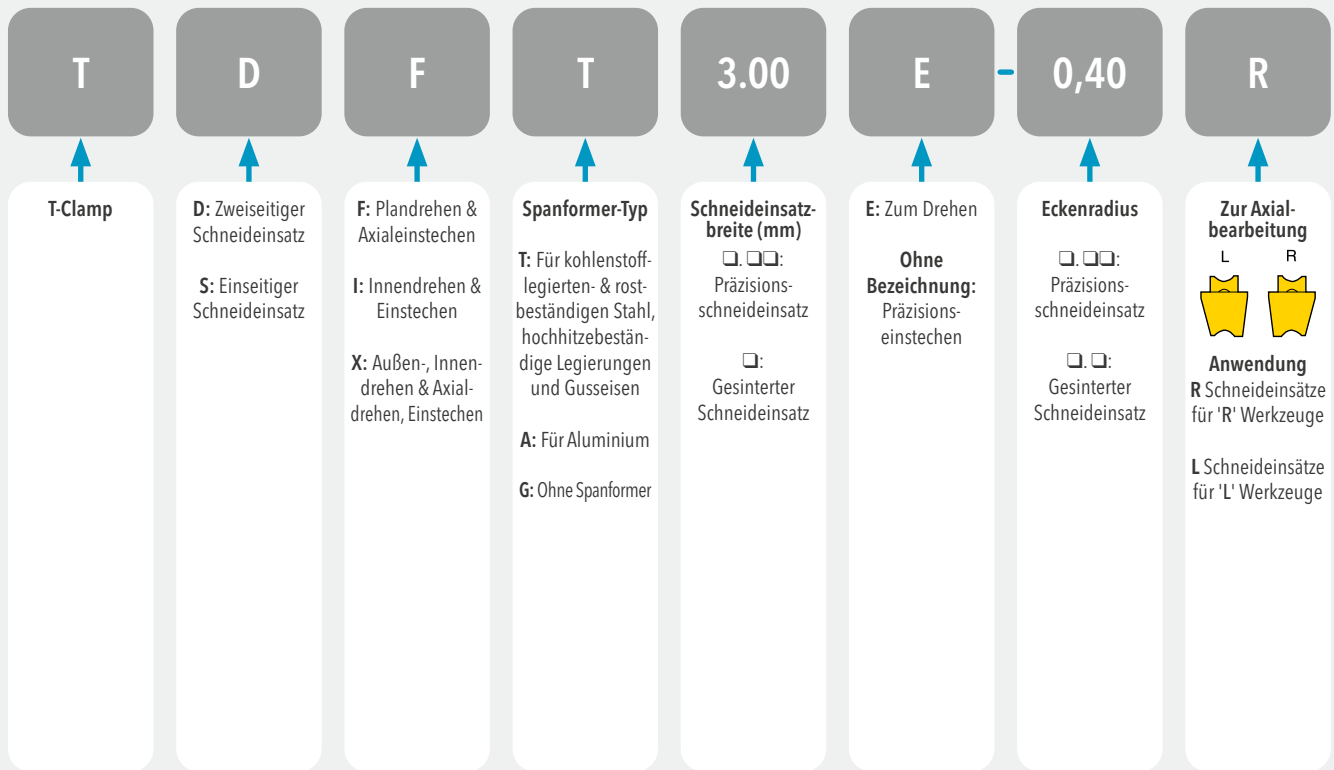 T D F T 3.00 E - 0,40 R
T-Clamp
D: Zweiseitiger
Schneideinsatz
S: Einseitiger
Schneideinsatz
F: Plandrehen &
Axialeinstechen
I: Innendrehen &
Einstechen
X: Außen-, Innen-
drehen & Axial-
drehen, Einstechen
Spanformer-Typ
T: Für kohlenstoff-
legierten- & rost-
beständigen Stahl,
hochhitzebestän-
dige Legierungen
und Gusseisen
A: Für Aluminium
G: Ohne Spanformer
Schneideinsatz-
breite (mm)
❑. ❑❑:
Präzisions-
schneideinsatz
❑:
Gesinterter
Schneideinsatz
E: Zum Drehen
Ohne
Bezeichnung:
Präzisions-
einstechen
Eckenradius
❑. ❑❑:
Präzisions-
schneideinsatz
❑. ❑:
Gesinterter
Schneideinsatz
Zur Axial-
bearbeitung
L R
Anwendung
R Schneideinsätze
für 'R' Werkzeuge
L Schneideinsätze
für 'L' Werkzeuge